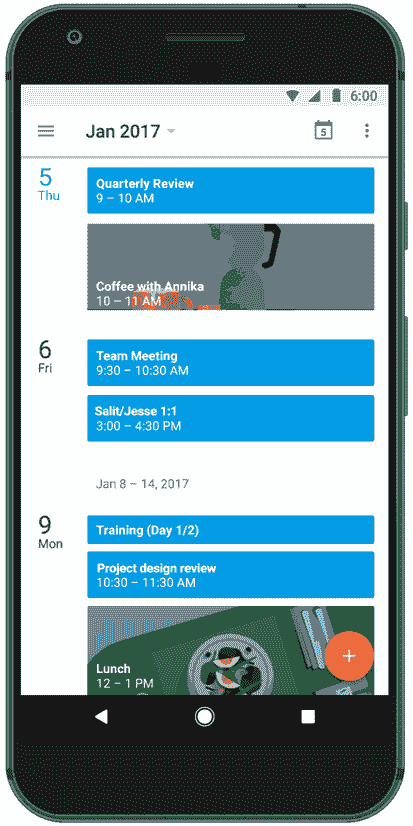 6:00
Jan 2017
5
5
Thu
Quarterly Review
9 – 10 AM
Coffee with Annika
10 – 11 AM
6
Fri
Team Meeting
9:30 – 10:30 AM
Salit/Jesse 1:1
3:00 – 4:30 PM
Jan 8 – 14, 2017
9
Mon
Training (Day 1/2)
Project design review
10:30 – 11:30 AM
Lunch
12 – 1 PM